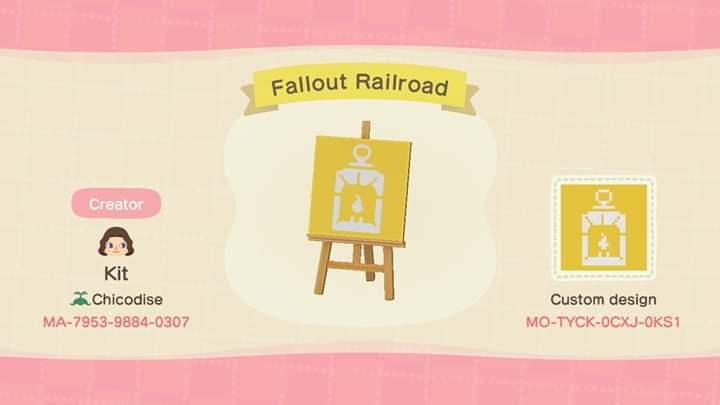 Fallout Railroad
Creator
Kit
Chicodise
MA-7953-9884-0307
Custom design
MO-TYCK-0CXJ-0KS1